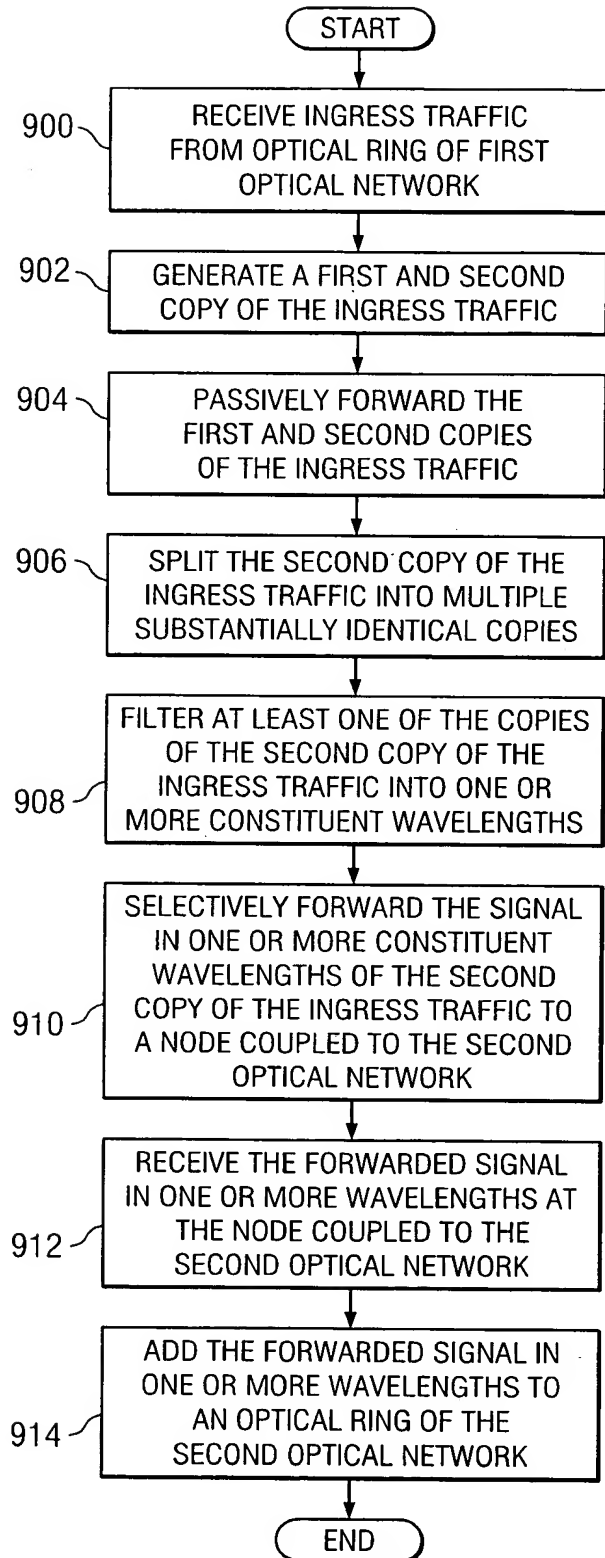 START
900
RECEIVE INGRESS TRAFFIC
FROM OPTICAL RING OF FIRST
OPTICAL NETWORK
902
GENERATE A FIRST AND SECOND
COPY OF THE INGRESS TRAFFIC
904
PASSIVELY FORWARD THE
FIRST AND SECOND COPIES
OF THE INGRESS TRAFFIC
906
SPLIT THE SECOND COPY OF THE
INGRESS TRAFFIC INTO MULTIPLE
SUBSTANTIALLY IDENTICAL COPIES
908
FILTER AT LEAST ONE OF THE COPIES
OF THE SECOND COPY OF THE
INGRESS TRAFFIC INTO ONE OR
MORE CONSTITUENT WAVELENGTHS
910
SELECTIVELY FORWARD THE SIGNAL
IN ONE OR MORE CONSTITUENT
WAVELENGTHS OF THE SECOND
COPY OF THE INGRESS TRAFFIC TO
A NODE COUPLED TO THE SECOND
OPTICAL NETWORK
912
RECEIVE THE FORWARDED SIGNAL
IN ONE OR MORE WAVELENGTHS AT
THE NODE COUPLED TO THE
SECOND OPTICAL NETWORK
914
ADD THE FORWARDED SIGNAL IN
ONE OR MORE WAVELENGTHS TO
AN OPTICAL RING OF THE
SECOND OPTICAL NETWORK
END